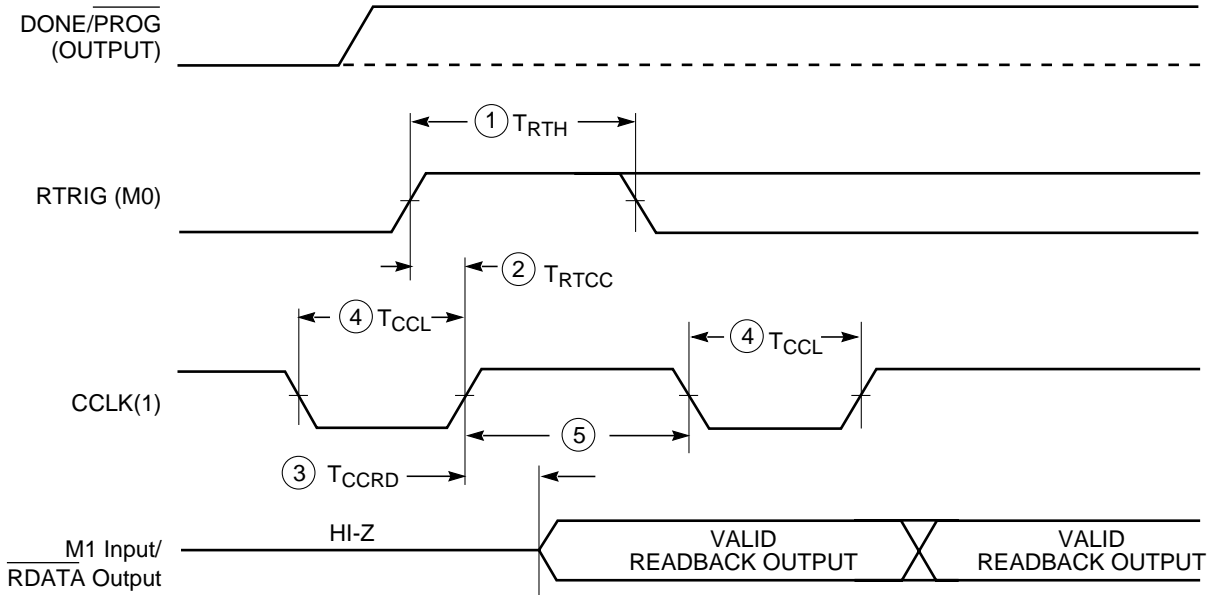 DONE/PROG
(OUTPUT)
1 TRTH
RTRIG (M0)
2 TRTCC
4 TCCL
4 TCCL
CCLK(1)
5
3 TCCRD
HI-Z
VALID
READBACK OUTPUT
VALID
READBACK OUTPUT
M1 Input/
RDATA Output